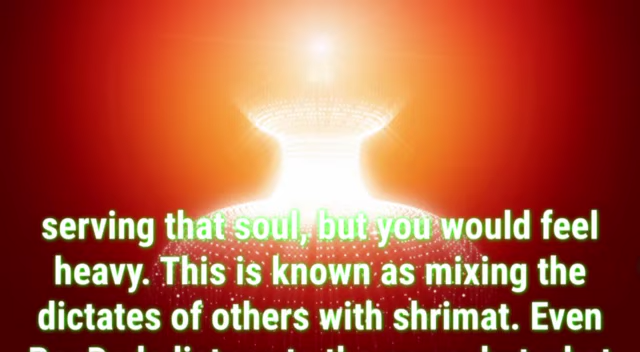 serving that soul, but you would feel
heavy. This is known as mixing the
dictates of others with shrimat. Even